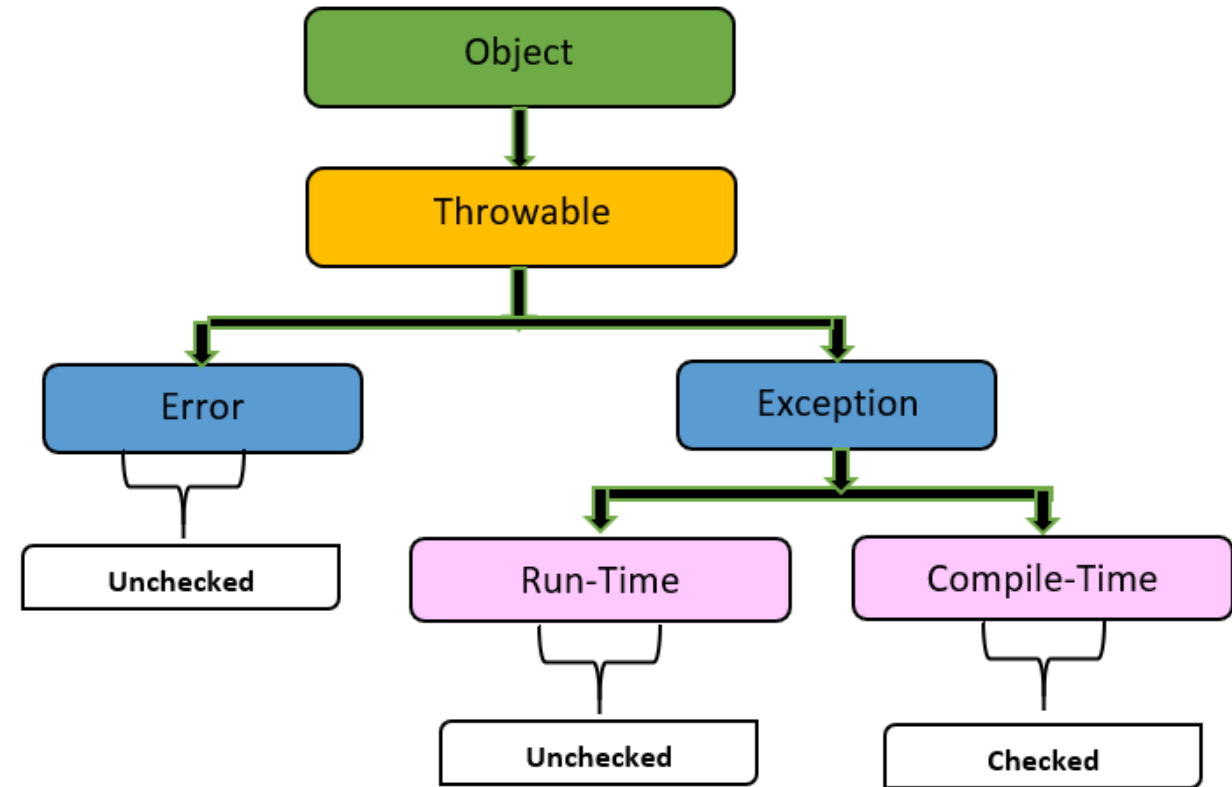 Object
Throwable
Error
Exception
Run-Time
Compile-Time
Unchecked
Unchecked
Checked